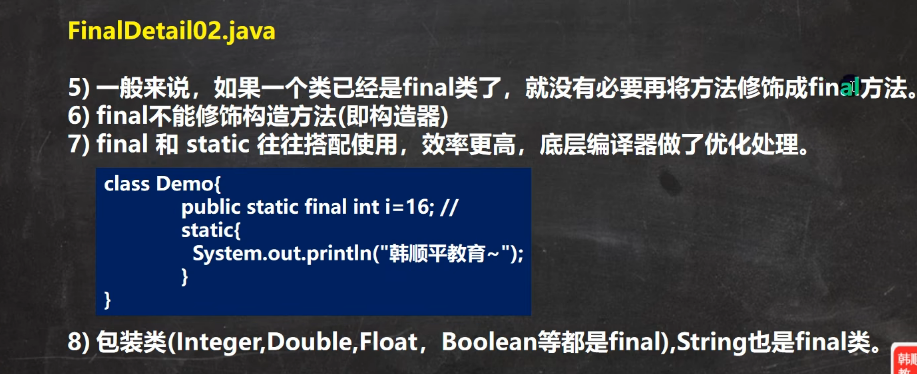 FinalDetail02.java
5) 一般来说，如果一个类已经是final类了，就没有必要再将方法修饰成final方法。
6) final不能修饰构造方法(即构造器)
7) final 和 static 往往搭配使用，效率更高，底层编译器做了优化处理。
class Demo{
public static final int i=16; //
static{
System.out.println("韩顺平教育~");
}
}
8) 包装类(Integer,Double,Float，Boolean等都是final),String也是final类。